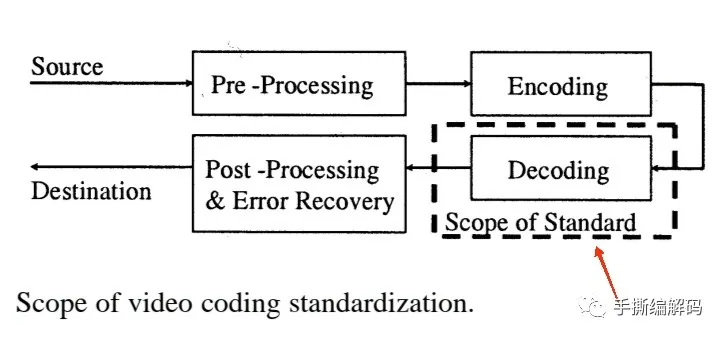 Source
Pre -Processing
Encoding
Destination
Post -Processing
& Error Recovery
Decoding
Scope of Standard
Scope of video coding standardization.
手撕编解码